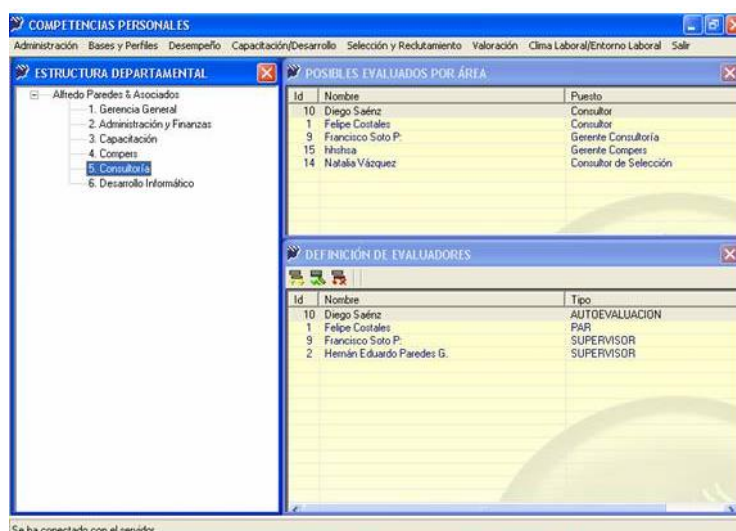 COMPETENCIAS PERSONALES
Administración Bases y Perfiles Desempeño Capacitación/Desarrollo Selección y Reclutamiento Valoración Clima Laboral/Entorno Laboral Salir
ESTRUCTURA DEPARTAMENTAL
Alfredo Paredes & Asociados
1. Gerencia General
2. Administración y Finanzas
3. Capacitación
4. Compers
5. Consultoría
6. Desarrollo Informático
POSIBLES EVALUADOS POR ÁREA
Id Nombre Puesto
10 Diego Saénz Consultor
1 Felipe Costales Consultor
9 Francisco Soto P. Gerente Consultoría
15 hhshsa Gerente Compers
14 Natalia Vázquez Consultor de Selección
DEFINICIÓN DE EVALUADORES
Id Nombre Tipo
10 Diego Saénz AUTOEVALUACION
1 Felipe Costales PAR
9 Francisco Soto P. SUPERVISOR
2 Hernán Eduardo Paredes G. SUPERVISOR
Se ha conectado con el servidor